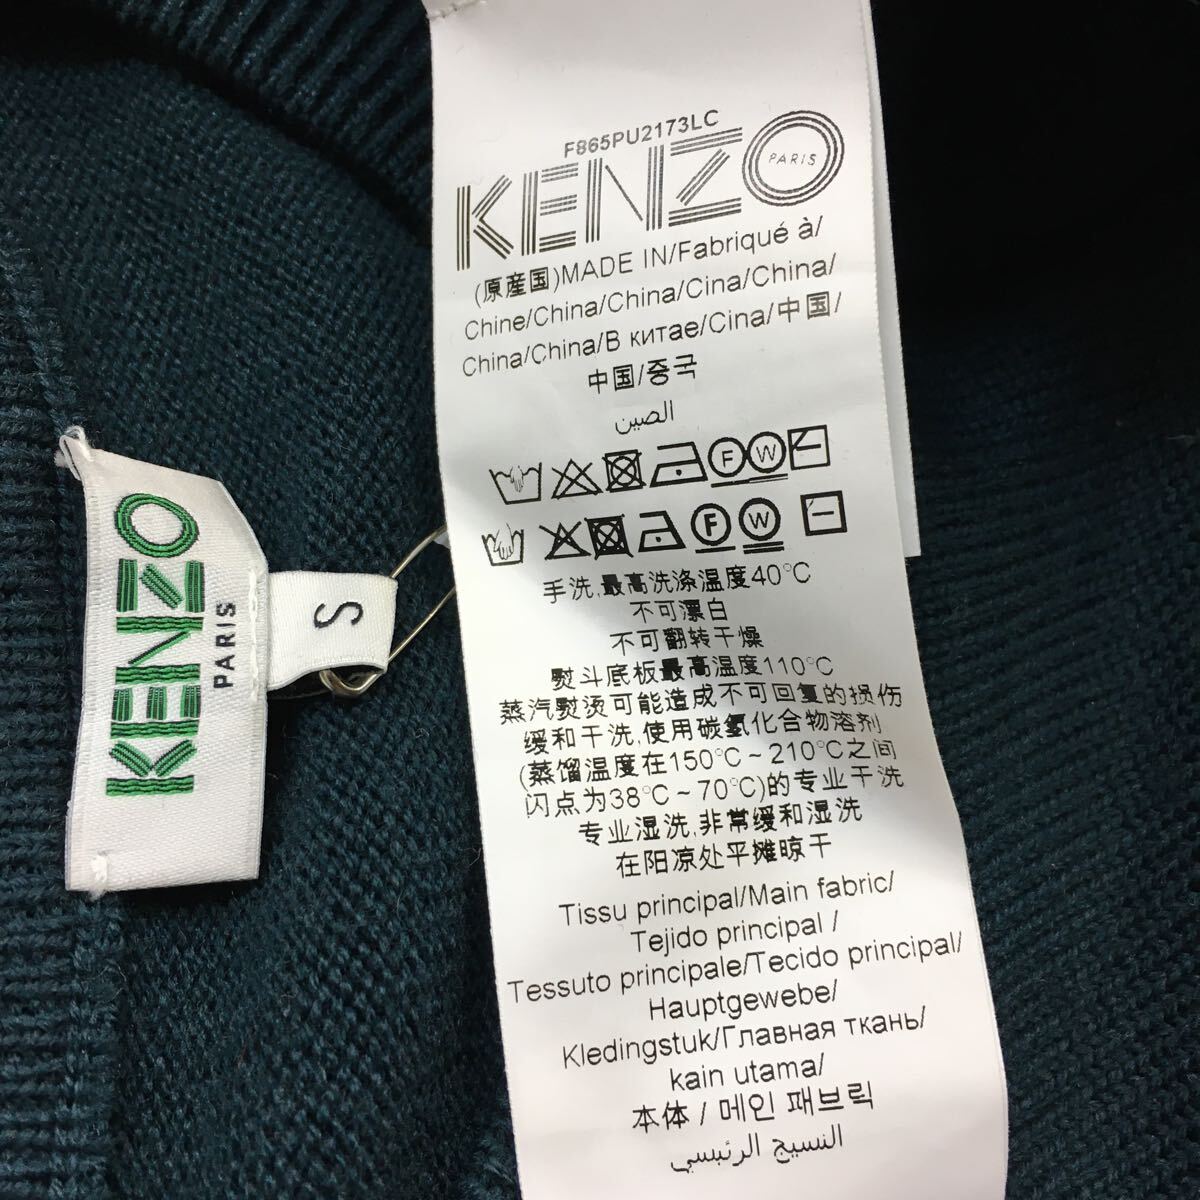 F865PU2173LC
KENZO
PARIS
(原産国)MADE IN/Fabriqué à/
Chine/China/China/Cina/China/
China/China/В китае/Cina/中国/
中国/중국
الصين
F W
F W
手洗,最高洗涤温度40°C
不可漂白
不可翻转干燥
熨斗底板最高温度110°C
蒸汽熨烫可能造成不可回复的损伤
缓和干洗,使用碳氢化合物溶剂
(蒸馏温度在150°C~210°C之间
闪点为38°C~70°C)的专业干洗
专业湿洗,非常缓和湿洗
在阳凉处平摊晾干
Tissu principal/Main fabric/
Tejido principal /
Tessuto principale/Tecido principal/
Hauptgewebe/
Kledingstuk/Главная ткань/
kain utama/
本体 / 메인 패브릭
النسيج الرئيسي
KENZO
PARIS
S